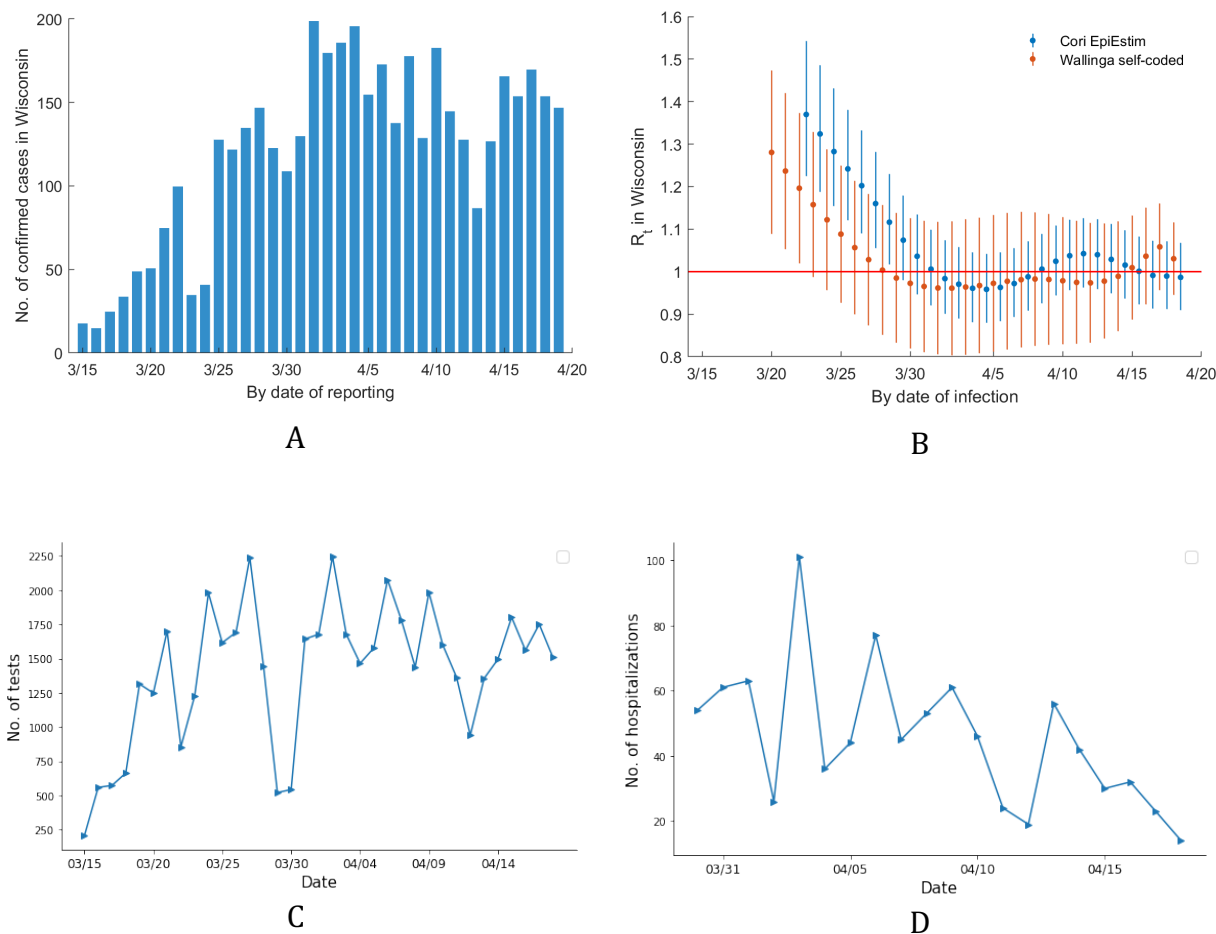 No. of confirmed cases in Wisconsin
200
150
100
50
0
3/15 3/20 3/25 3/30 4/5 4/10 4/15 4/20
By date of reporting
A
R_t in Wisconsin
1.6
1.5
1.4
1.3
1.2
1.1
1
0.9
0.8
Cori EpiEstim
Wallinga self-coded
3/15 3/20 3/25 3/30 4/5 4/10 4/15 4/20
By date of infection
B
No. of tests
2250
2000
1750
1500
1250
1000
750
500
250
03/15 03/20 03/25 03/30 04/04 04/09 04/14
Date
C
No. of hospitalizations
100
80
60
40
20
03/31 04/05 04/10 04/15
Date
D